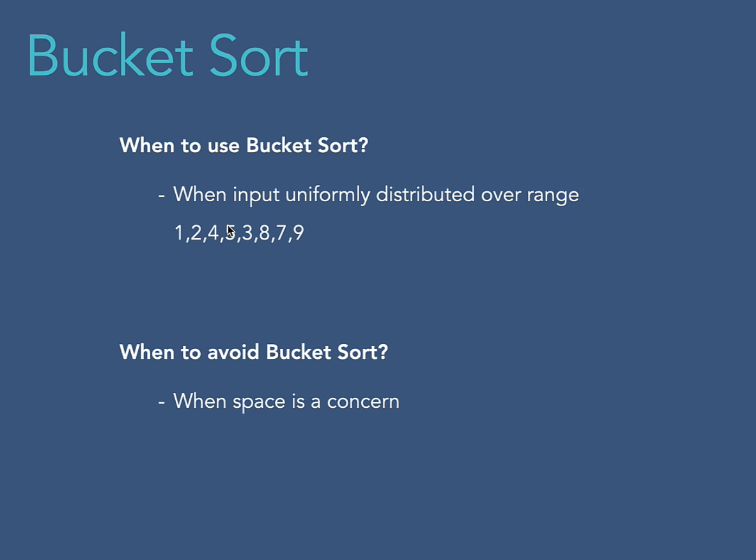 Bucket Sort
When to use Bucket Sort?
- When input uniformly distributed over range
1,2,4,5,3,8,7,9
When to avoid Bucket Sort?
- When space is a concern